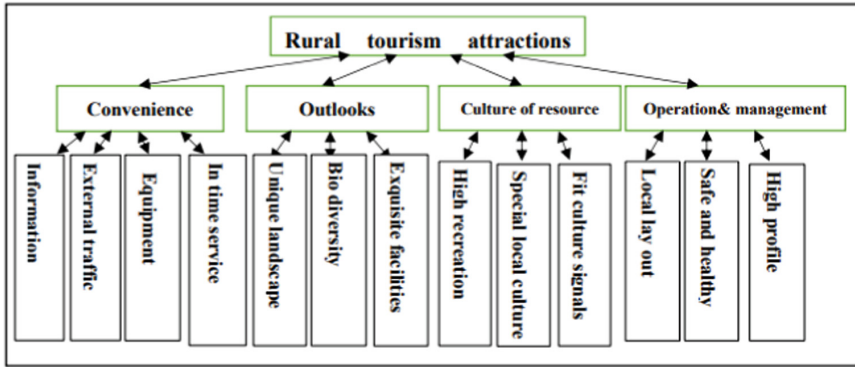 Rural tourism attractions
Convenience
Outlooks
Culture of resource
Operation& management
Information
External traffic
Equipment
In time service
Unique landscape
Bio diversity
Exquisite facilities
High recreation
Special local culture
Fit culture signals
Local lay out
Safe and healthy
High profile